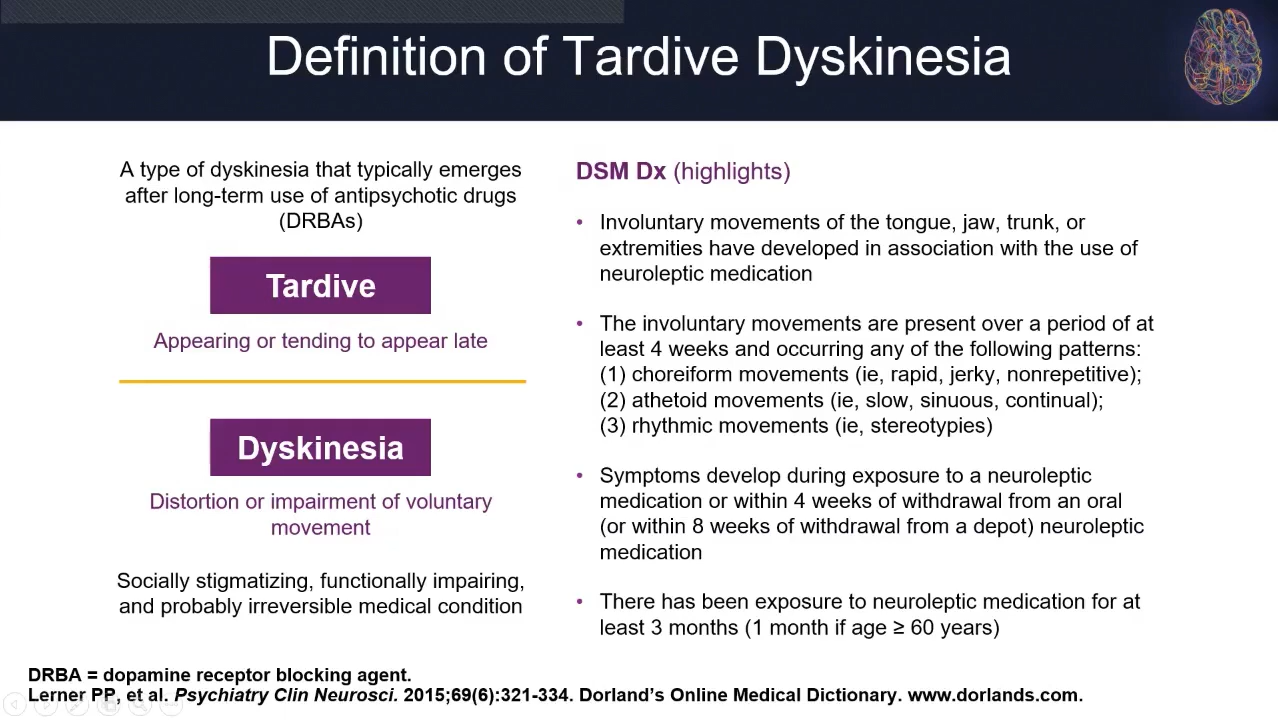 Definition of Tardive Dyskinesia
A type of dyskinesia that typically emerges
after long-term use of antipsychotic drugs
(DRBAs)
Tardive
Appearing or tending to appear late
Dyskinesia
Distortion or impairment of voluntary
movement
Socially stigmatizing, functionally impairing,
and probably irreversible medical condition
DSM Dx (highlights)
• Involuntary movements of the tongue, jaw, trunk, or
extremities have developed in association with the use of
neuroleptic medication
• The involuntary movements are present over a period of at
least 4 weeks and occurring any of the following patterns:
(1) choreiform movements (ie, rapid, jerky, nonrepetitive);
(2) athetoid movements (ie, slow, sinuous, continual);
(3) rhythmic movements (ie, stereotypies)
• Symptoms develop during exposure to a neuroleptic
medication or within 4 weeks of withdrawal from an oral
(or within 8 weeks of withdrawal from a depot) neuroleptic
medication
• There has been exposure to neuroleptic medication for at
least 3 months (1 month if age ≥ 60 years)
DRBA = dopamine receptor blocking agent.
Lerner PP, et al. Psychiatry Clin Neurosci. 2015;69(6):321-334. Dorland’s Online Medical Dictionary. www.dorlands.com.